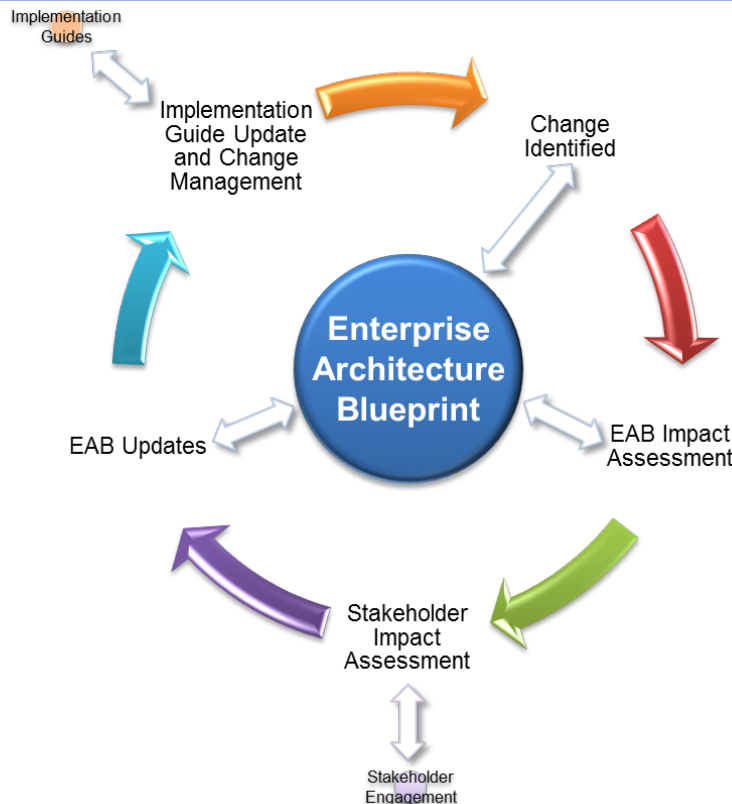 Implementation
Guides
Implementation
Guide Update
and Change
Management
Change
Identified
Enterprise
Architecture
Blueprint
EAB Updates
EAB Impact
Assessment
Stakeholder
Impact
Assessment
Stakeholder
Engagement